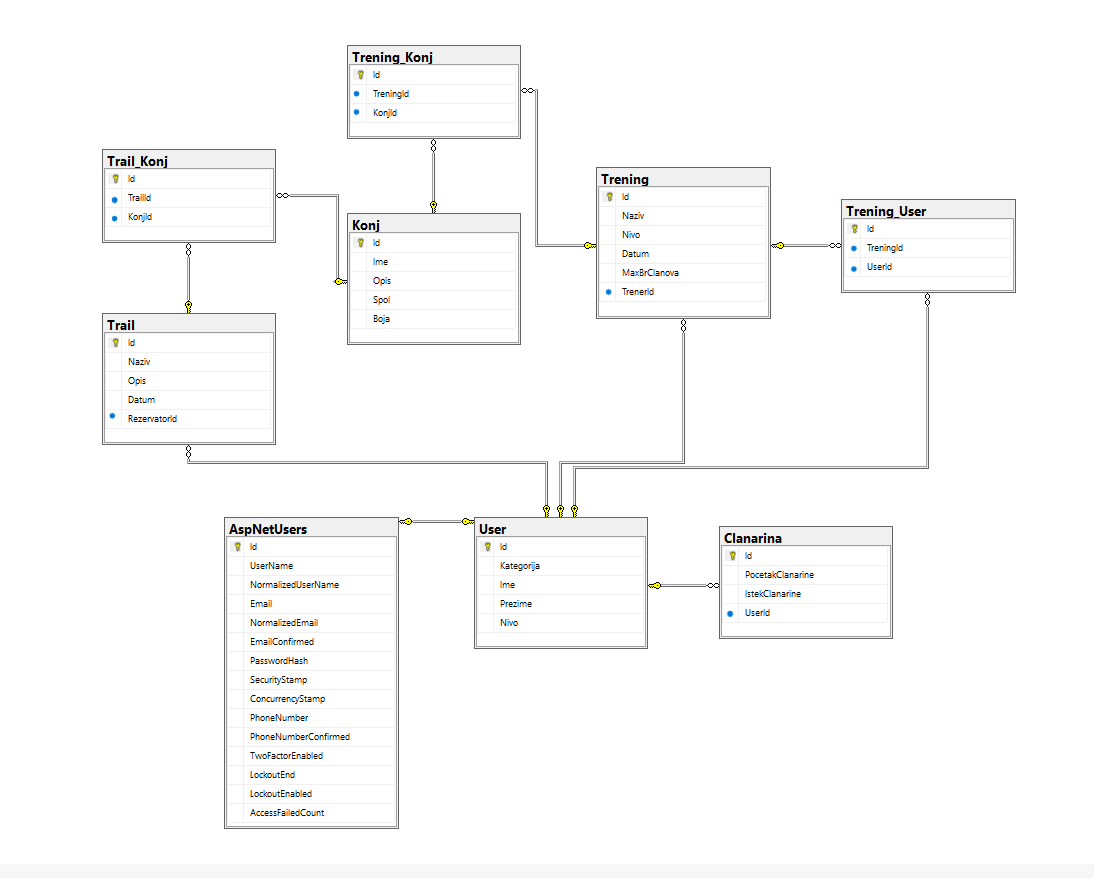 Trening_Konj
Id
TreningId
KonjId
Trail_Konj
Id
TrailId
KonjId
Konj
Id
Ime
Opis
Spol
Boja
Trening
Id
Naziv
Nivo
Datum
MaxBrClanova
TrenerId
Trening_User
Id
TreningId
UserId
Trail
Id
Naziv
Opis
Datum
RezervatorId
AspNetUsers
Id
UserName
NormalizedUserName
Email
NormalizedEmail
EmailConfirmed
PasswordHash
SecurityStamp
ConcurrencyStamp
PhoneNumber
PhoneNumberConfirmed
TwoFactorEnabled
LockoutEnd
LockoutEnabled
AccessFailedCount
User
Id
Kategorija
Ime
Prezime
Nivo
Clanarina
Id
PocetakClanarine
IstekClanarine
UserId